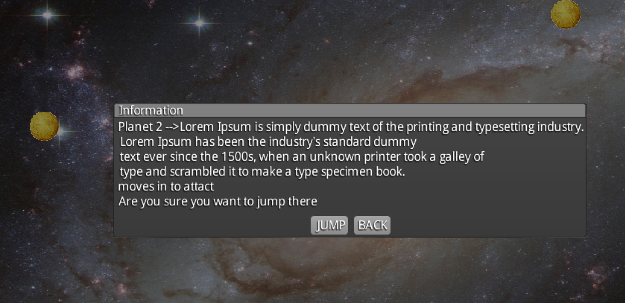 Information
Planet 2 -->Lorem Ipsum is simply dummy text of the printing and typesetting industry.
Lorem Ipsum has been the industry's standard dummy
text ever since the 1500s, when an unknown printer took a galley of
type and scrambled it to make a type specimen book.
moves in to attact
Are you sure you want to jump there
JUMP BACK